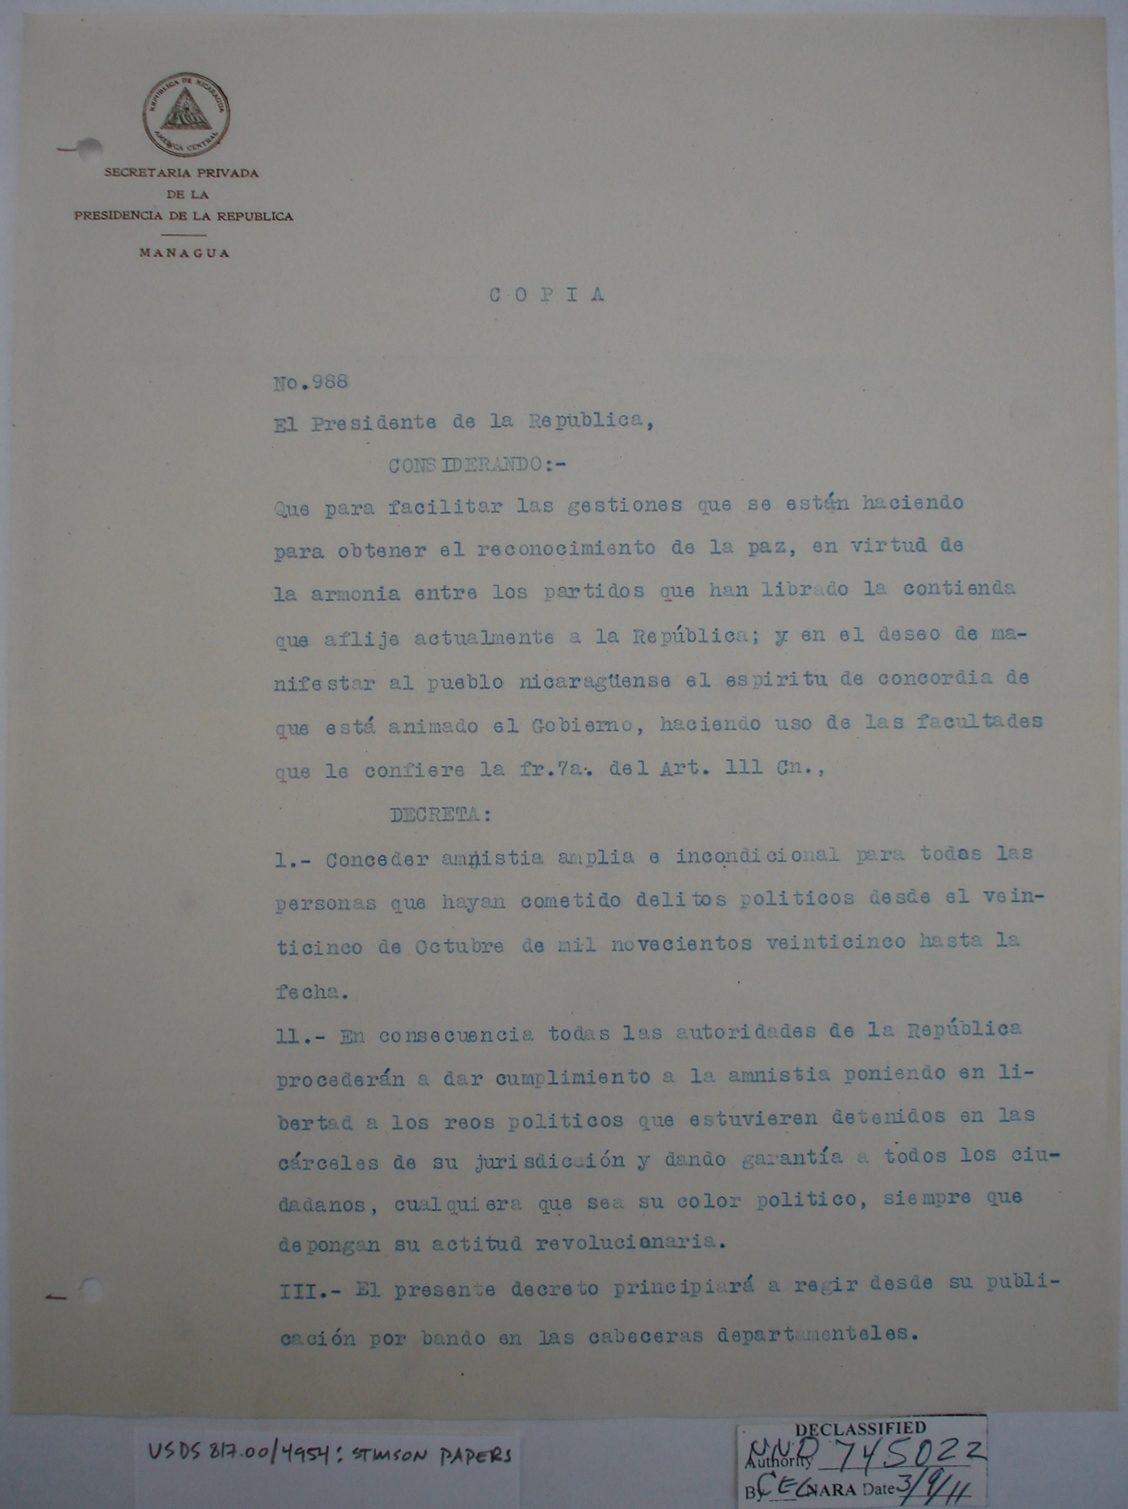 REPUBLICA DE NICARAGUA
AMERICA CENTRAL
SECRETARIA PRIVADA
DE LA
PRESIDENCIA DE LA REPUBLICA
MANAGUA
C O P I A
No.988
El Presidente de la Republica,
CONSIDERANDO:-
Que para facilitar las gestiones que se están haciendo
para obtener el reconocimiento de la paz, en virtud de
la armonia entre los partidos que han librado la contienda
que aflije actualmente a la República; y en el deseo de ma-
nifestar al pueblo nicaragüense el espiritu de concordia de
que está animado el Gobierno, haciendo uso de las facultades
que le confiere la fr.7a. del Art. 111 Cn.,
DECRETA:
1.- Conceder amnistia amplia e incondicional para todas las
personas que hayan cometido delitos politicos desde el vein-
ticinco de Octubre de mil novecientos veinticinco hasta la
fecha.
11.- En consecuencia todas las autoridades de la República
procederán a dar cumplimiento a la amnistia poniendo en li-
bertad a los reos politicos que estuvieren detenidos en las
cárceles de su jurisdicción y dando garantía a todos los ciu-
dadanos, cualquiera que sea su color politico, siempre que
depongan su actitud revolucionaria.
III.- El presente decreto principiará a regir desde su publi-
cación por bando en las cabeceras departamenteles.
USDS 817.00/4954: STIMSON PAPERS
DECLASSIFIED
Authority NND 745022
By CEG NARA Date 3/9/11